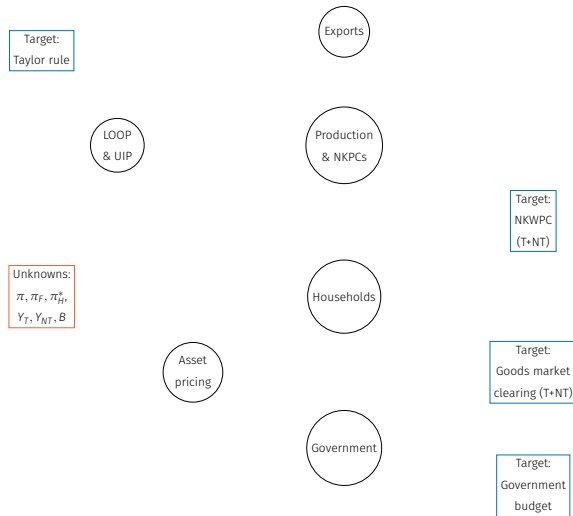 Exports
Target:
Taylor rule
LOOP
& UIP
Production
& NKPCs
Target:
NKWPC
(T+NT)
Unknowns:
π, π_F, π_H^*,
Y_T, Y_NT, B
Households
Asset
pricing
Target:
Goods market
clearing (T+NT)
Government
Target:
Government
budget